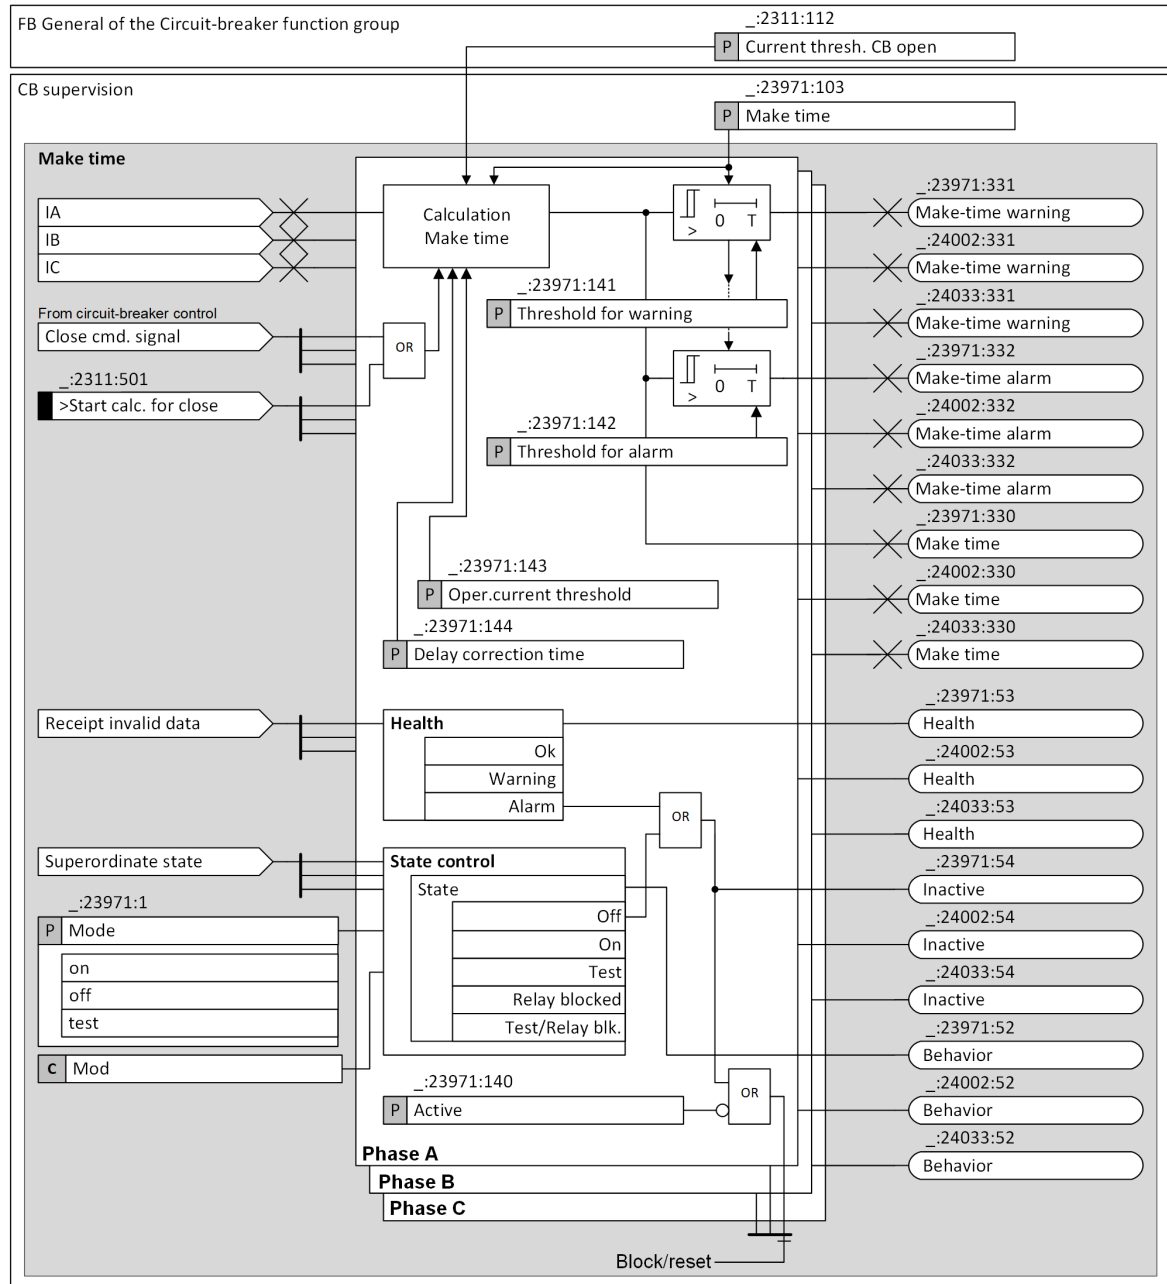 FB General of the Circuit-breaker function group
_:2311:112
P Current thresh. CB open
CB supervision
_:23971:103
P Make time
Make time
IA
IB
IC
Calculation
Make time
0 T
>
_:23971:331
Make-time warning
_:24002:331
Make-time warning
_:24033:331
Make-time warning
_:23971:141
P Threshold for warning
From circuit-breaker control
Close cmd. signal
OR
_:2311:501
>Start calc. for close
0 T
>
_:23971:332
Make-time alarm
_:24002:332
Make-time alarm
_:24033:332
Make-time alarm
_:23971:142
P Threshold for alarm
_:23971:330
Make time
_:24002:330
Make time
_:24033:330
Make time
_:23971:143
P Oper.current threshold
_:23971:144
P Delay correction time
Receipt invalid data
Health
Ok
Warning
Alarm
OR
_:23971:53
Health
_:24002:53
Health
_:24033:53
Health
Superordinate state
_:23971:1
P Mode
on
off
test
C Mod
State control
State
Off
On
Test
Relay blocked
Test/Relay blk.
_:23971:54
Inactive
_:24002:54
Inactive
_:24033:54
Inactive
_:23971:52
Behavior
_:24002:52
Behavior
_:24033:52
Behavior
_:23971:140
P Active
OR
Phase A
Phase B
Phase C
Block/reset